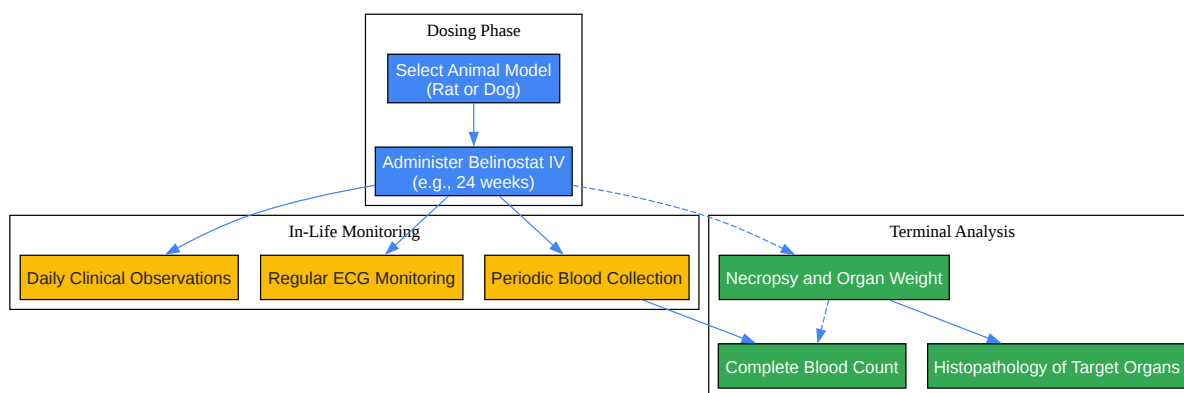 Dosing Phase
Select Animal Model
(Rat or Dog)
Administer Belinostat IV
(e.g., 24 weeks)
In-Life Monitoring
Terminal Analysis
Daily Clinical Observations
Regular ECG Monitoring
Periodic Blood Collection
Necropsy and Organ Weight
Complete Blood Count
Histopathology of Target Organs